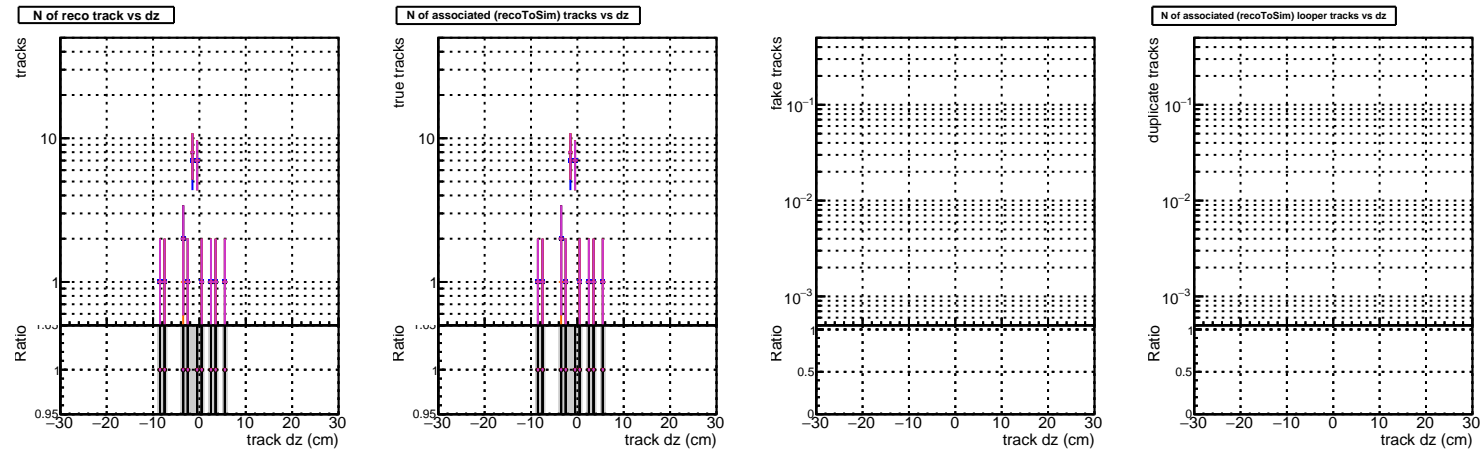 N of reco track vs dz
tracks
10
1
1.05
Ratio
1
0.95
−30 −20 −10 0 10 20 30
track dz (cm)
N of associated (recoToSim) tracks vs dz
true tracks
10
1
1.05
Ratio
1
0.95
−30 −20 −10 0 10 20 30
track dz (cm)
fake tracks
10−1
10−2
10−3
Ratio
1
0.5
0
−30 −20 −10 0 10 20 30
track dz (cm)
N of associated (recoToSim) looper tracks vs dz
duplicate tracks
10−1
10−2
10−3
Ratio
1
0.5
0
−30 −20 −10 0 10 20 30
track dz (cm)